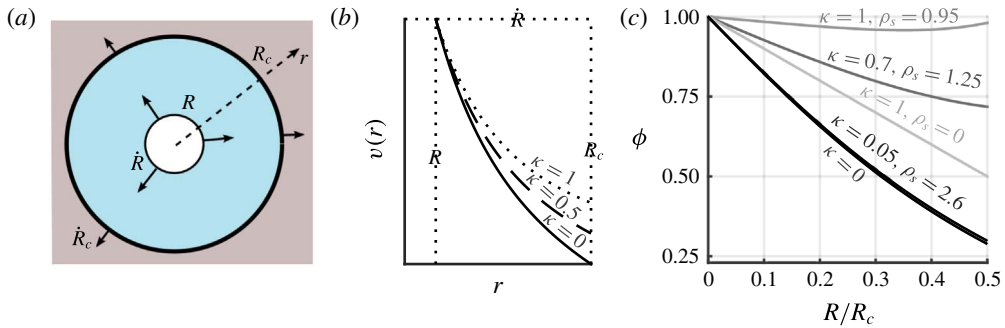 (a)
R_c
r
R
Ṙ
Ṙ_c
(b)
Ṙ
v(r)
R
R_c
κ = 1
κ = 0.5
κ = 0
r
(c)
1.00
0.75
0.50
0.25
ϕ
κ = 1, ρ_s = 0.95
κ = 0.7, ρ_s = 1.25
κ = 1, ρ_s = 0
κ = 0.05, ρ_s = 2.6
κ = 0
0 0.1 0.2 0.3 0.4 0.5
R/R_c